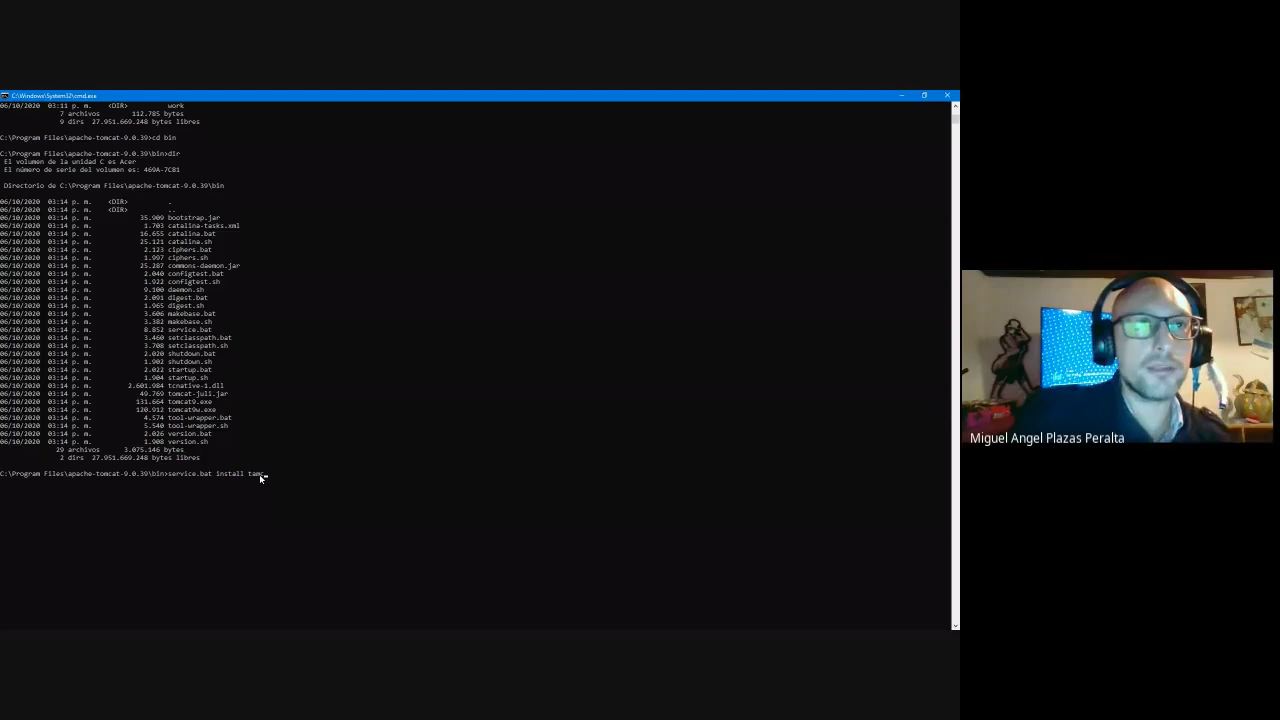 C:\Windows\System32\cmd.exe
06/10/2020 03:11 p. m. <DIR> work
7 archivos 112.785 bytes
9 dirs 27.951.669.248 bytes libres
C:\Program Files\apache-tomcat-9.0.39>cd bin
C:\Program Files\apache-tomcat-9.0.39\bin>dir
El volumen de la unidad C es Acer
El número de serie del volumen es: 469A-7CB1
Directorio de C:\Program Files\apache-tomcat-9.0.39\bin
06/10/2020 03:14 p. m. <DIR> .
06/10/2020 03:14 p. m. <DIR> ..
06/10/2020 03:14 p. m. 35.909 bootstrap.jar
06/10/2020 03:14 p. m. 1.703 catalina-tasks.xml
06/10/2020 03:14 p. m. 16.655 catalina.bat
06/10/2020 03:14 p. m. 25.121 catalina.sh
06/10/2020 03:14 p. m. 2.123 ciphers.bat
06/10/2020 03:14 p. m. 1.997 ciphers.sh
06/10/2020 03:14 p. m. 25.287 commons-daemon.jar
06/10/2020 03:14 p. m. 2.040 configtest.bat
06/10/2020 03:14 p. m. 1.922 configtest.sh
06/10/2020 03:14 p. m. 9.100 daemon.sh
06/10/2020 03:14 p. m. 2.091 digest.bat
06/10/2020 03:14 p. m. 1.965 digest.sh
06/10/2020 03:14 p. m. 3.606 makebase.bat
06/10/2020 03:14 p. m. 3.382 makebase.sh
06/10/2020 03:14 p. m. 8.852 service.bat
06/10/2020 03:14 p. m. 3.460 setclasspath.bat
06/10/2020 03:14 p. m. 3.708 setclasspath.sh
06/10/2020 03:14 p. m. 2.020 shutdown.bat
06/10/2020 03:14 p. m. 1.902 shutdown.sh
06/10/2020 03:14 p. m. 2.022 startup.bat
06/10/2020 03:14 p. m. 1.904 startup.sh
06/10/2020 03:14 p. m. 2.601.984 tcnative-1.dll
06/10/2020 03:14 p. m. 49.769 tomcat-juli.jar
06/10/2020 03:14 p. m. 131.664 tomcat9.exe
06/10/2020 03:14 p. m. 120.912 tomcat9w.exe
06/10/2020 03:14 p. m. 4.574 tool-wrapper.bat
06/10/2020 03:14 p. m. 5.540 tool-wrapper.sh
06/10/2020 03:14 p. m. 2.026 version.bat
06/10/2020 03:14 p. m. 1.908 version.sh
29 archivos 3.075.146 bytes
2 dirs 27.951.669.248 bytes libres
C:\Program Files\apache-tomcat-9.0.39\bin>service.bat install tamc
Miguel Angel Plazas Peralta